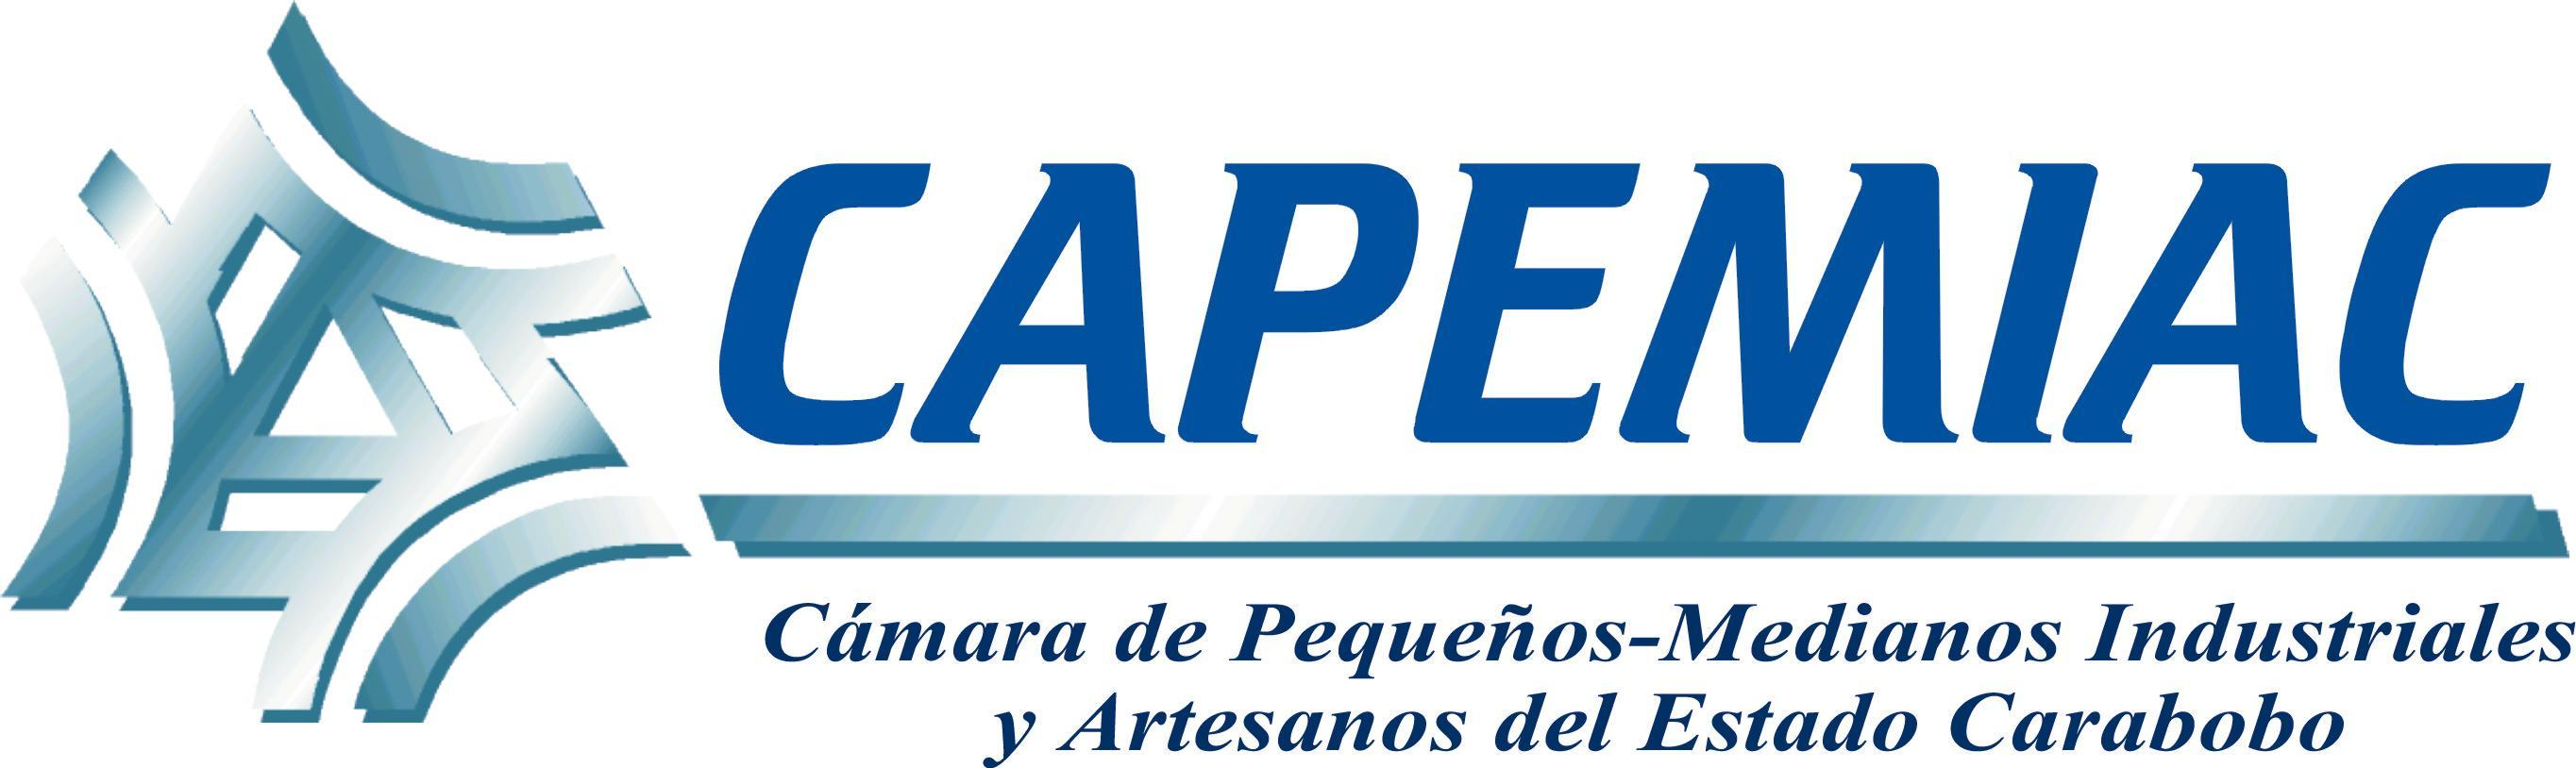 CAPEMIAC
Cámara de Pequeños-Medianos Industriales
y Artesanos del Estado Carabobo